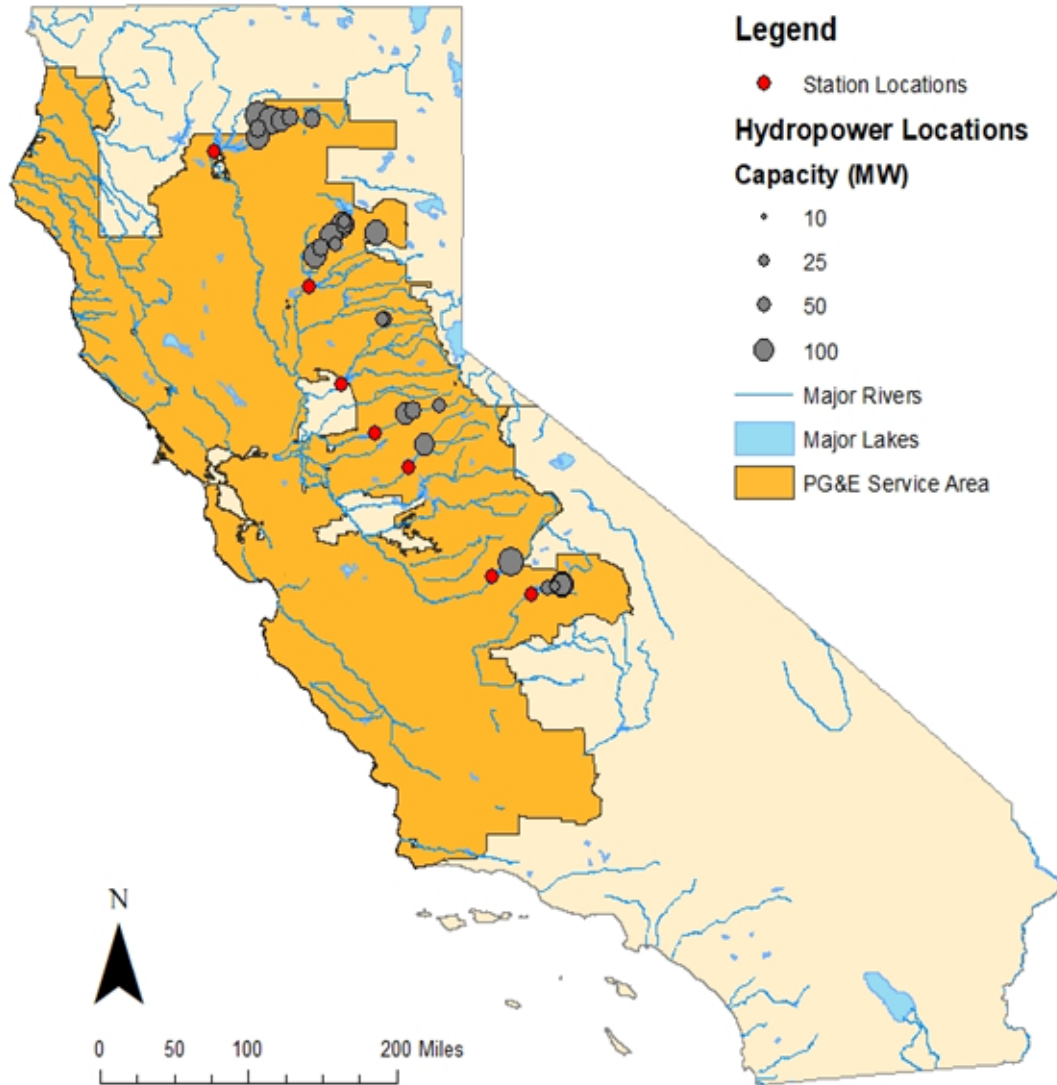 Legend
Station Locations
Hydropower Locations
Capacity (MW)
10
25
50
100
Major Rivers
Major Lakes
PG&E Service Area
N
0 50 100 200 Miles